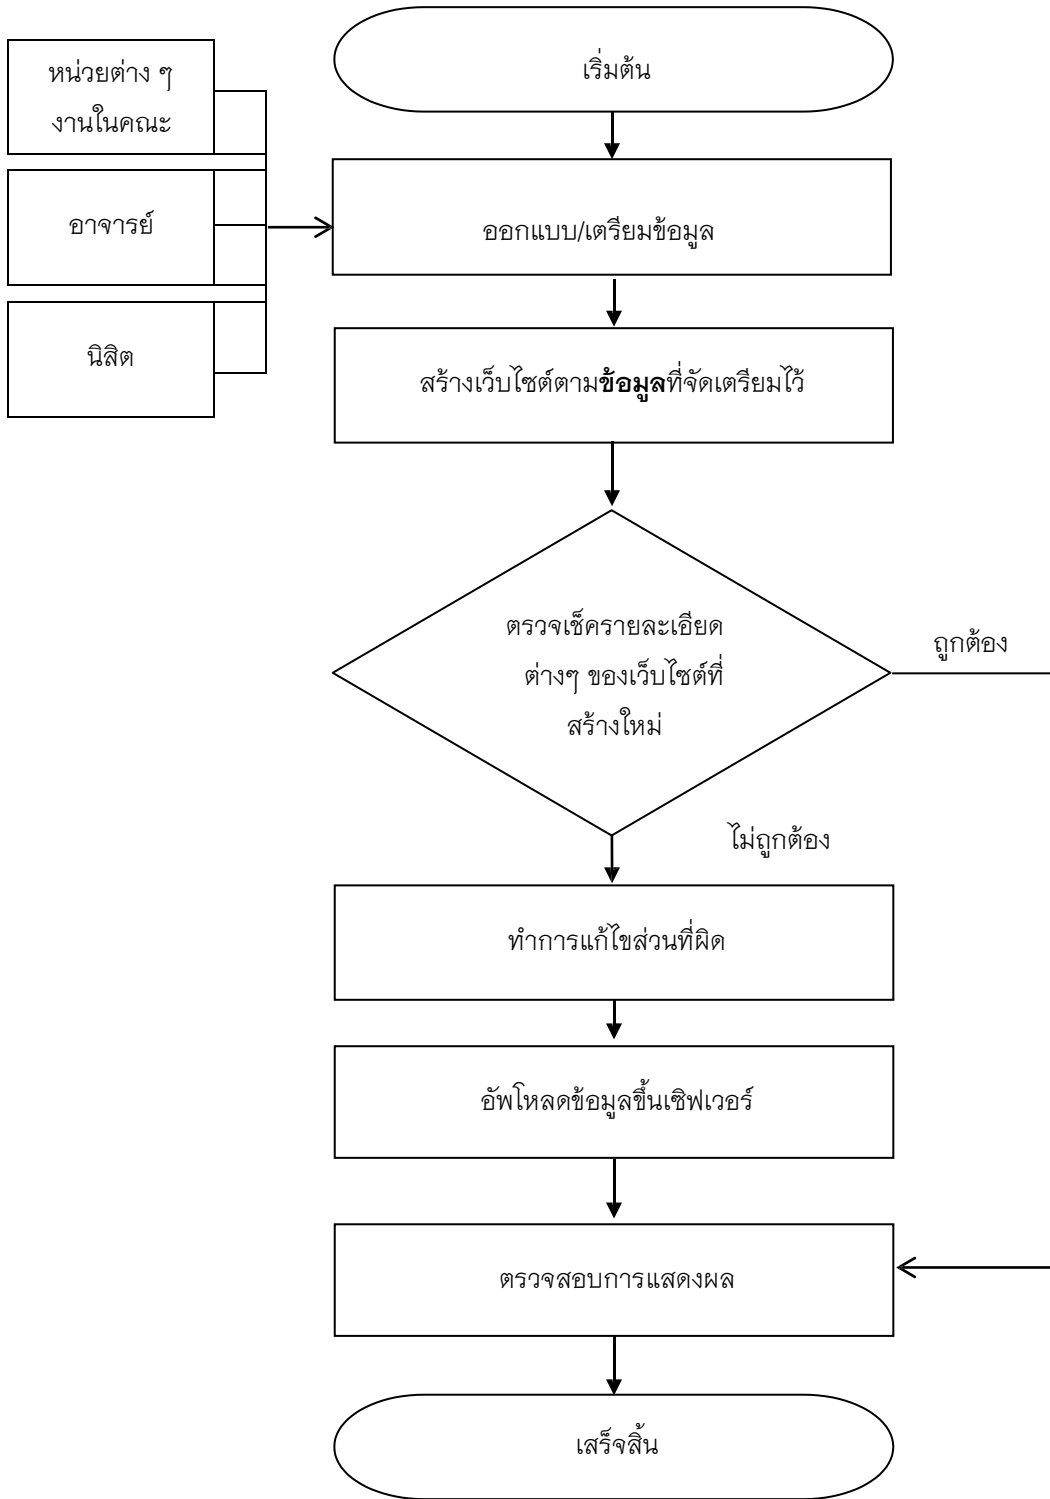 เริ่มต้น
หน่วยต่าง ๆ
งานในคณะ
อาจารย์
นิสิต
ออกแบบ/เตรียมข้อมูล
สร้างเว็บไซต์ตามข้อมูลที่จัดเตรียมไว้
ตรวจเช็ครายละเอียด
ต่างๆ ของเว็บไซต์ที่
สร้างใหม่
ถูกต้อง
ไม่ถูกต้อง
ทำการแก้ไขส่วนที่ผิด
อัพโหลดข้อมูลขึ้นเซิฟเวอร์
ตรวจสอบการแสดงผล
เสร็จสิ้น